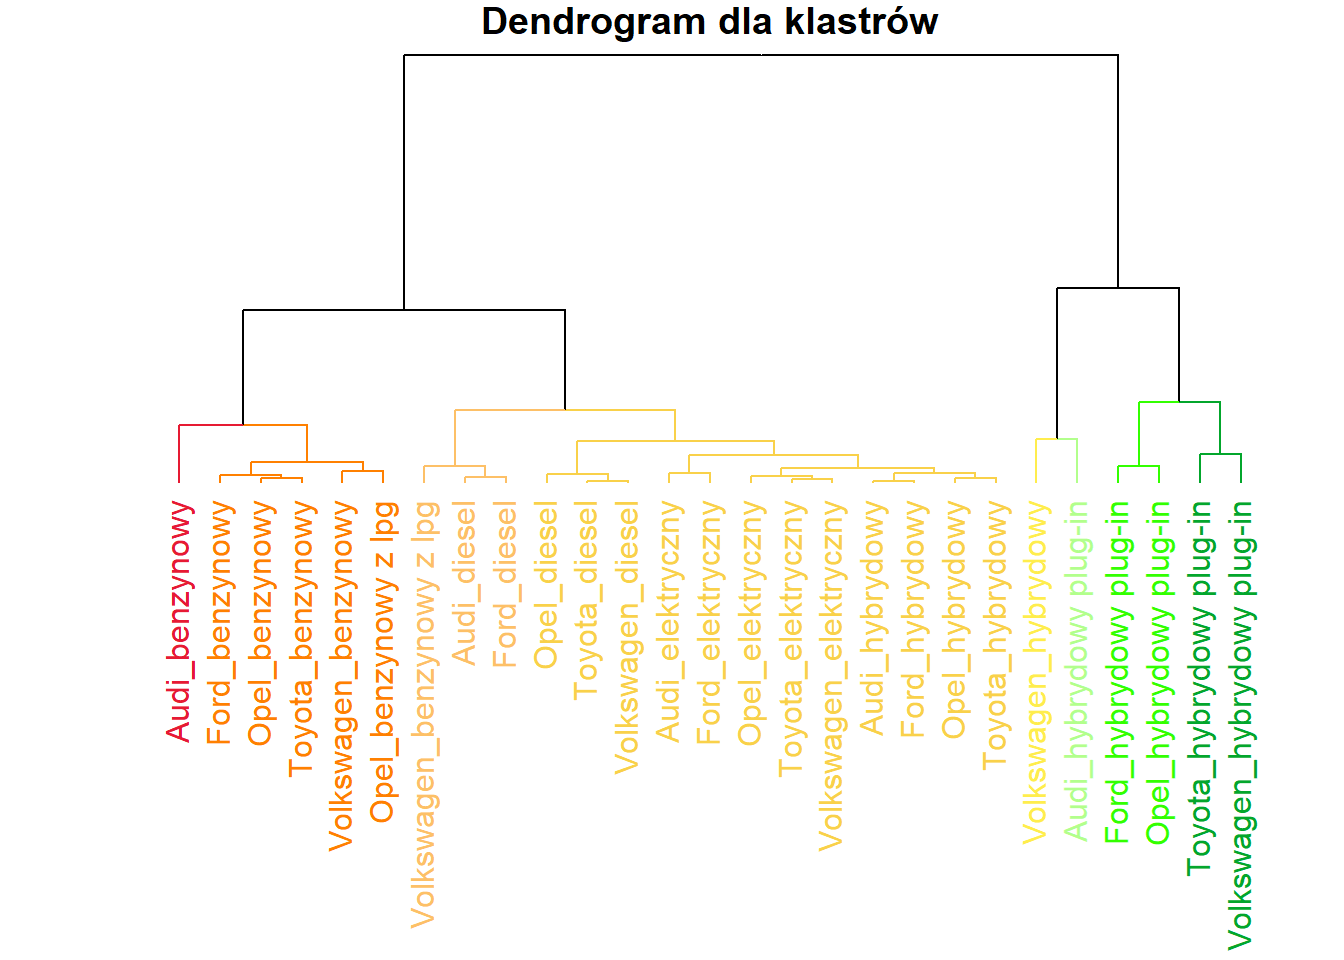 Dendrogram dla klastrów
Audi_benzynowy
Ford_benzynowy
Opel_benzynowy
Toyota_benzynowy
Volkswagen_benzynowy
Opel_benzynowy z lpg
Volkswagen_benzynowy z lpg
Audi_diesel
Ford_diesel
Opel_diesel
Toyota_diesel
Volkswagen_diesel
Audi_elektryczny
Ford_elektryczny
Opel_elektryczny
Toyota_elektryczny
Volkswagen_elektryczny
Audi_hybrydowy
Ford_hybrydowy
Opel_hybrydowy
Toyota_hybrydowy
Volkswagen_hybrydowy
Audi_hybrydowy plug-in
Ford_hybrydowy plug-in
Opel_hybrydowy plug-in
Toyota_hybrydowy plug-in
Volkswagen_hybrydowy plug-in